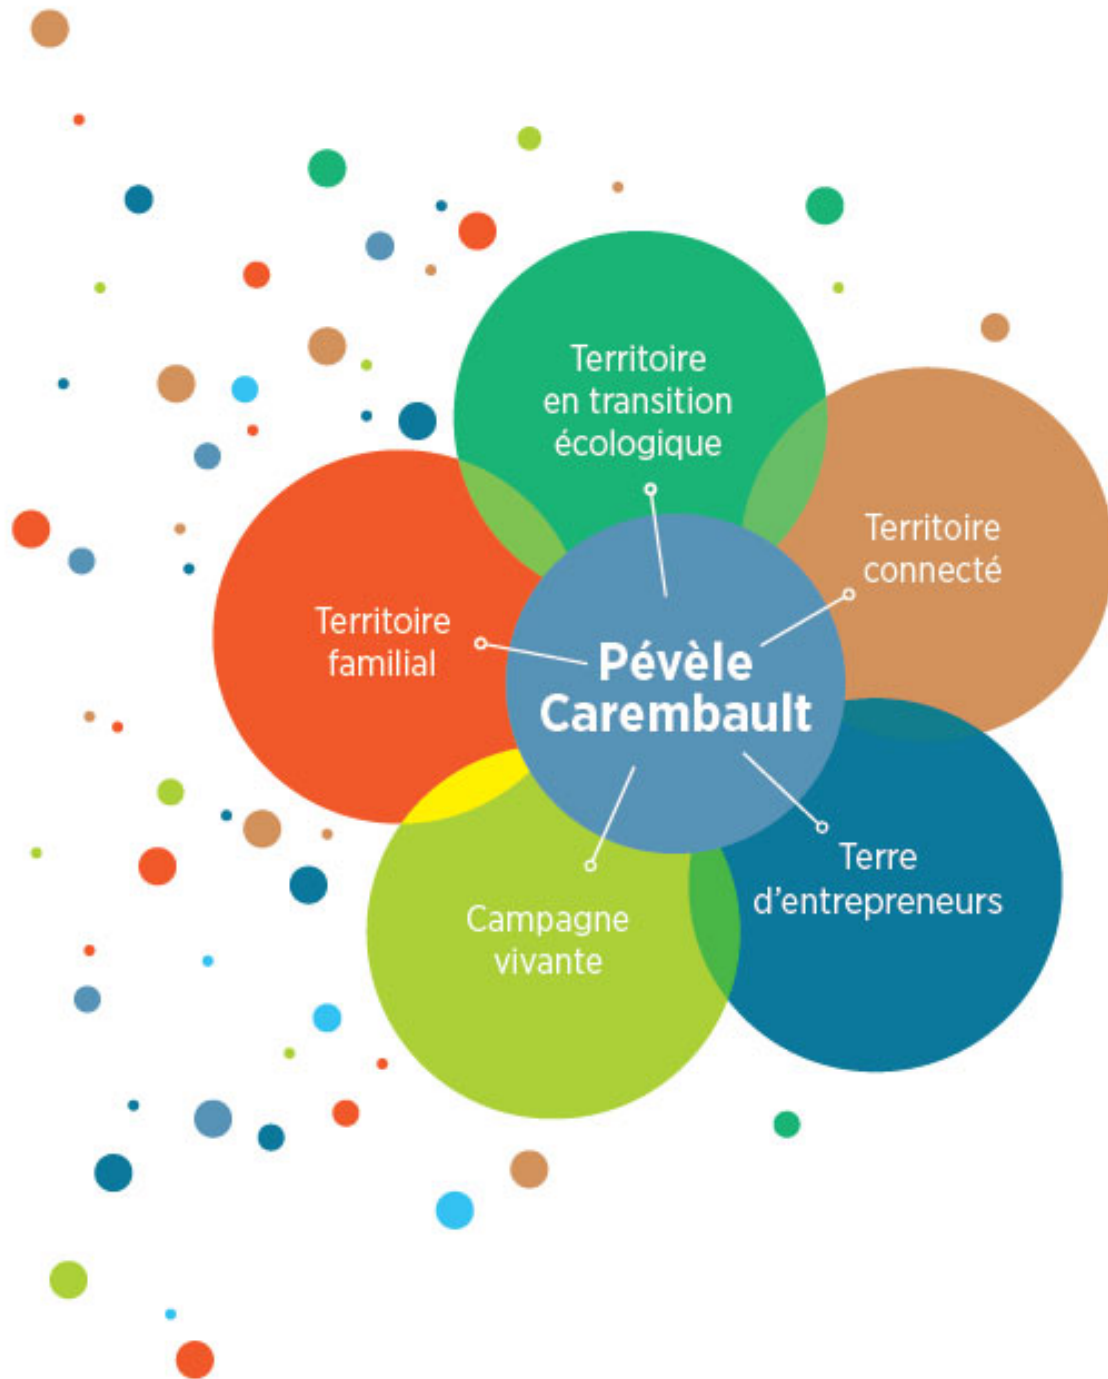 Territoire
en transition
écologique
Territoire
connecté
Territoire
familial
Pévèle
Carembault
Terre
d'entrepreneurs
Campagne
vivante